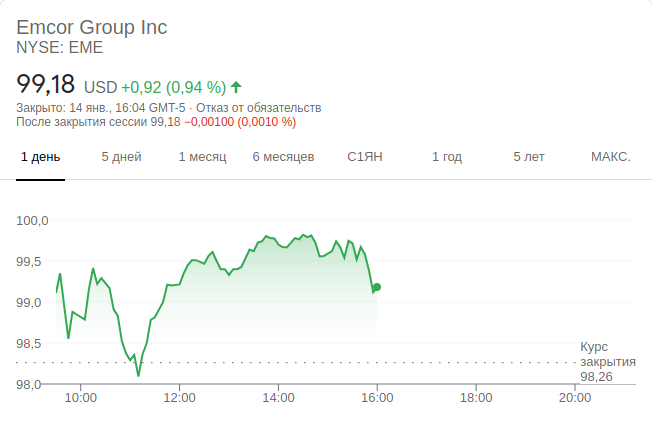 Emcor Group Inc
NYSE: EME
99,18 USD +0,92 (0,94 %)
Закрыто: 14 янв., 16:04 GMT-5 · Отказ от обязательств
После закрытия сессии 99,18 −0,00100 (0,0010 %)
1 день 5 дней 1 месяц 6 месяцев С1ЯН 1 год 5 лет МАКС.
100,0
99,5
99,0
98,5
Курс
закрытия
98,26
98,0
10:00 12:00 14:00 16:00 18:00 20:00